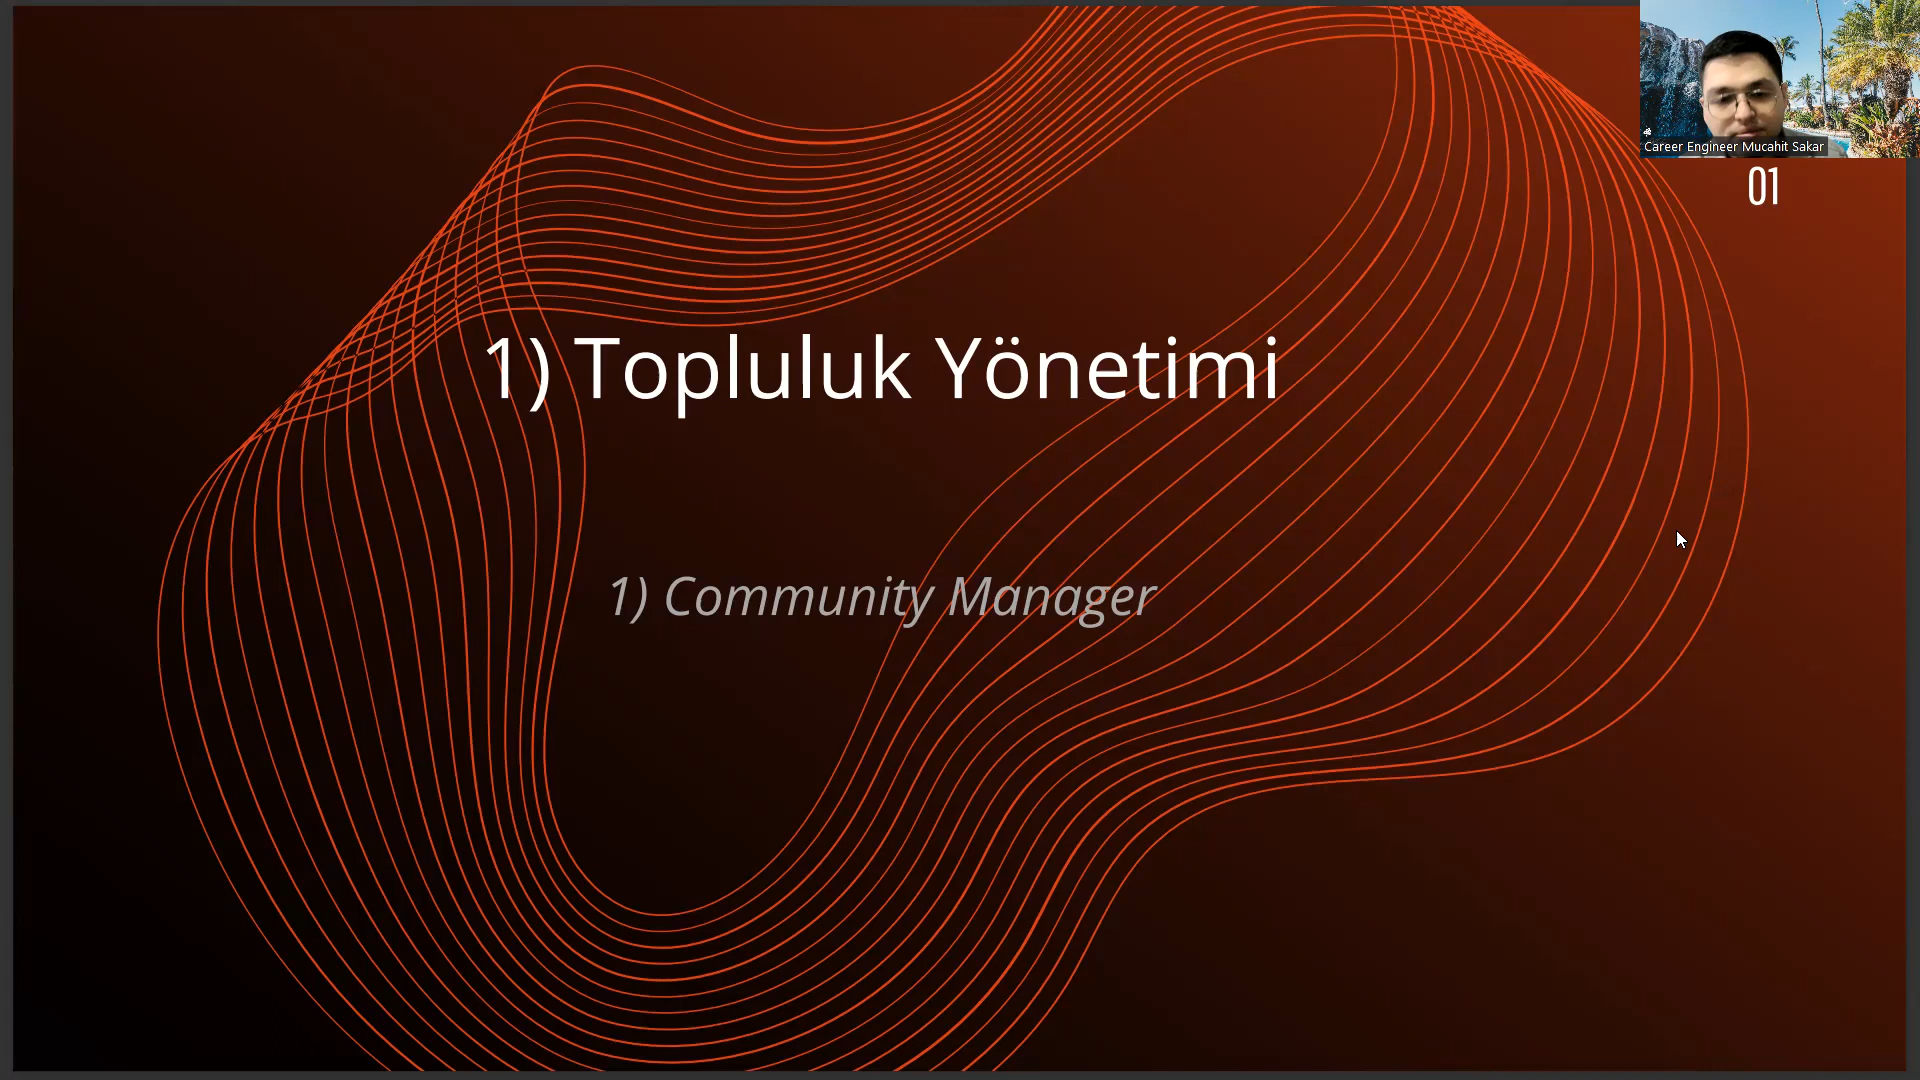 Career Engineer Mucahit Sakar
01
1) Topluluk Yönetimi
1) Community Manager